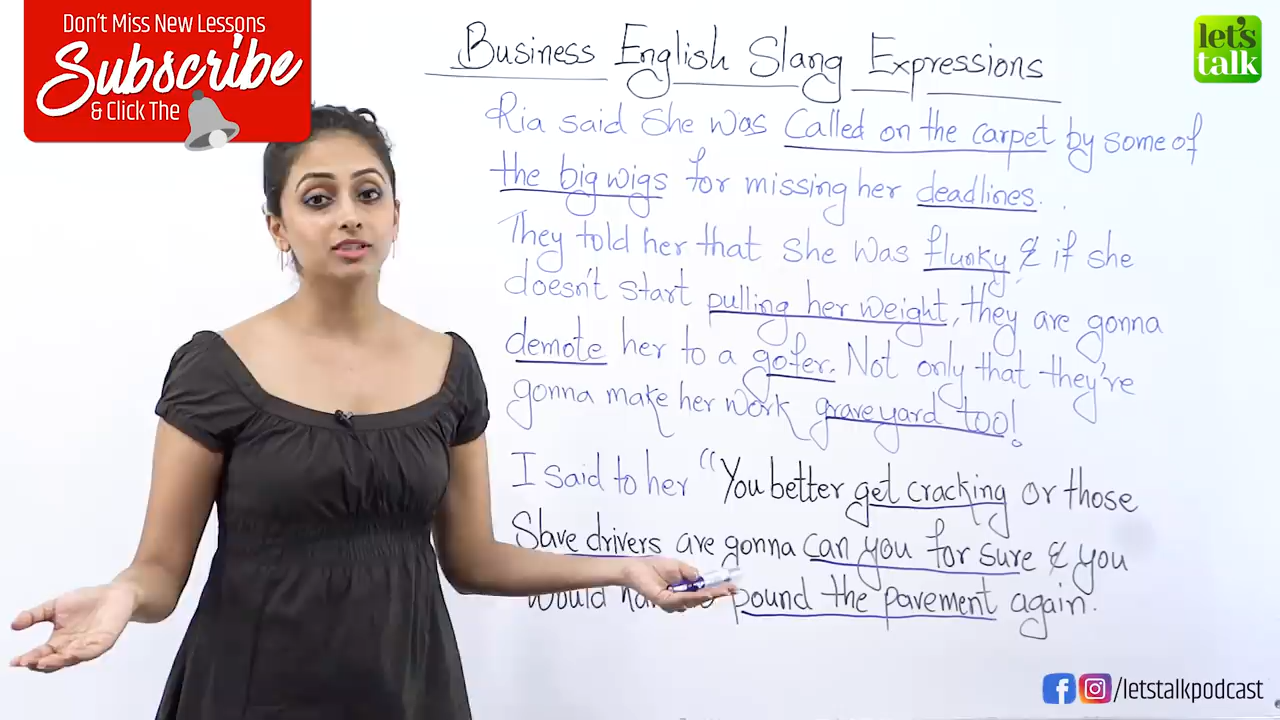 Don't Miss New Lessons
Subscribe
& Click The
let's
talk
Business English Slang Expressions
Ria said she was Called on the carpet by some of
the big wigs for missing her deadlines.
They told her that she was flunky & if she
doesn't start pulling her weight, they are gonna
demote her to a gofer. Not only that they're
gonna make her work graveyard too!
I said to her "You better get cracking or those
Slave drivers are gonna can you for sure & you
would pound the pavement again.
/letstalkpodcast